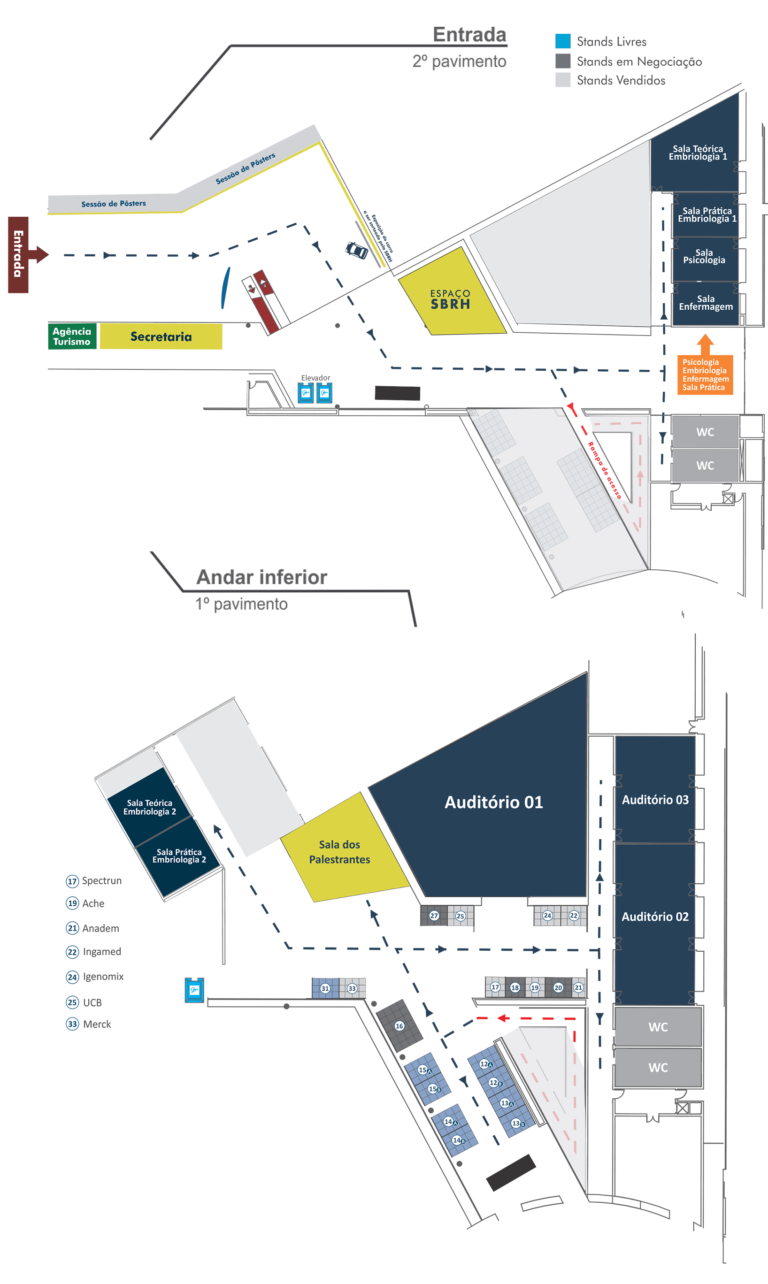 Entrada
2º pavimento
Stands Livres
Stands em Negociação
Stands Vendidos
Sala Teórica
Embriologia 1
Sessão de Pôsters
Sessão de Pôsters
Sala Prática
Embriologia 1
Entrada
Sala
Psicologia
ESPAÇO
SBRH
Sala
Enfermagem
Agência
Turismo
Secretaria
Psicologia
Embriologia
Enfermagem
Sala Prática
Elevador
WC
Rampa de acesso
WC
Andar inferior
1º pavimento
Auditório 01
Auditório 03
Sala Teórica
Embriologia 2
Sala dos
Palestrantes
Sala Prática
Embriologia 2
17 Spectrun
19 Ache
21 Anadem
22 Ingamed
24 Igenomix
25 UCB
33 Merck
27
25
24
22
Auditório 02
31
33
17
18
19
20
21
16
WC
WC
15
15
14
14
12
12
13
13